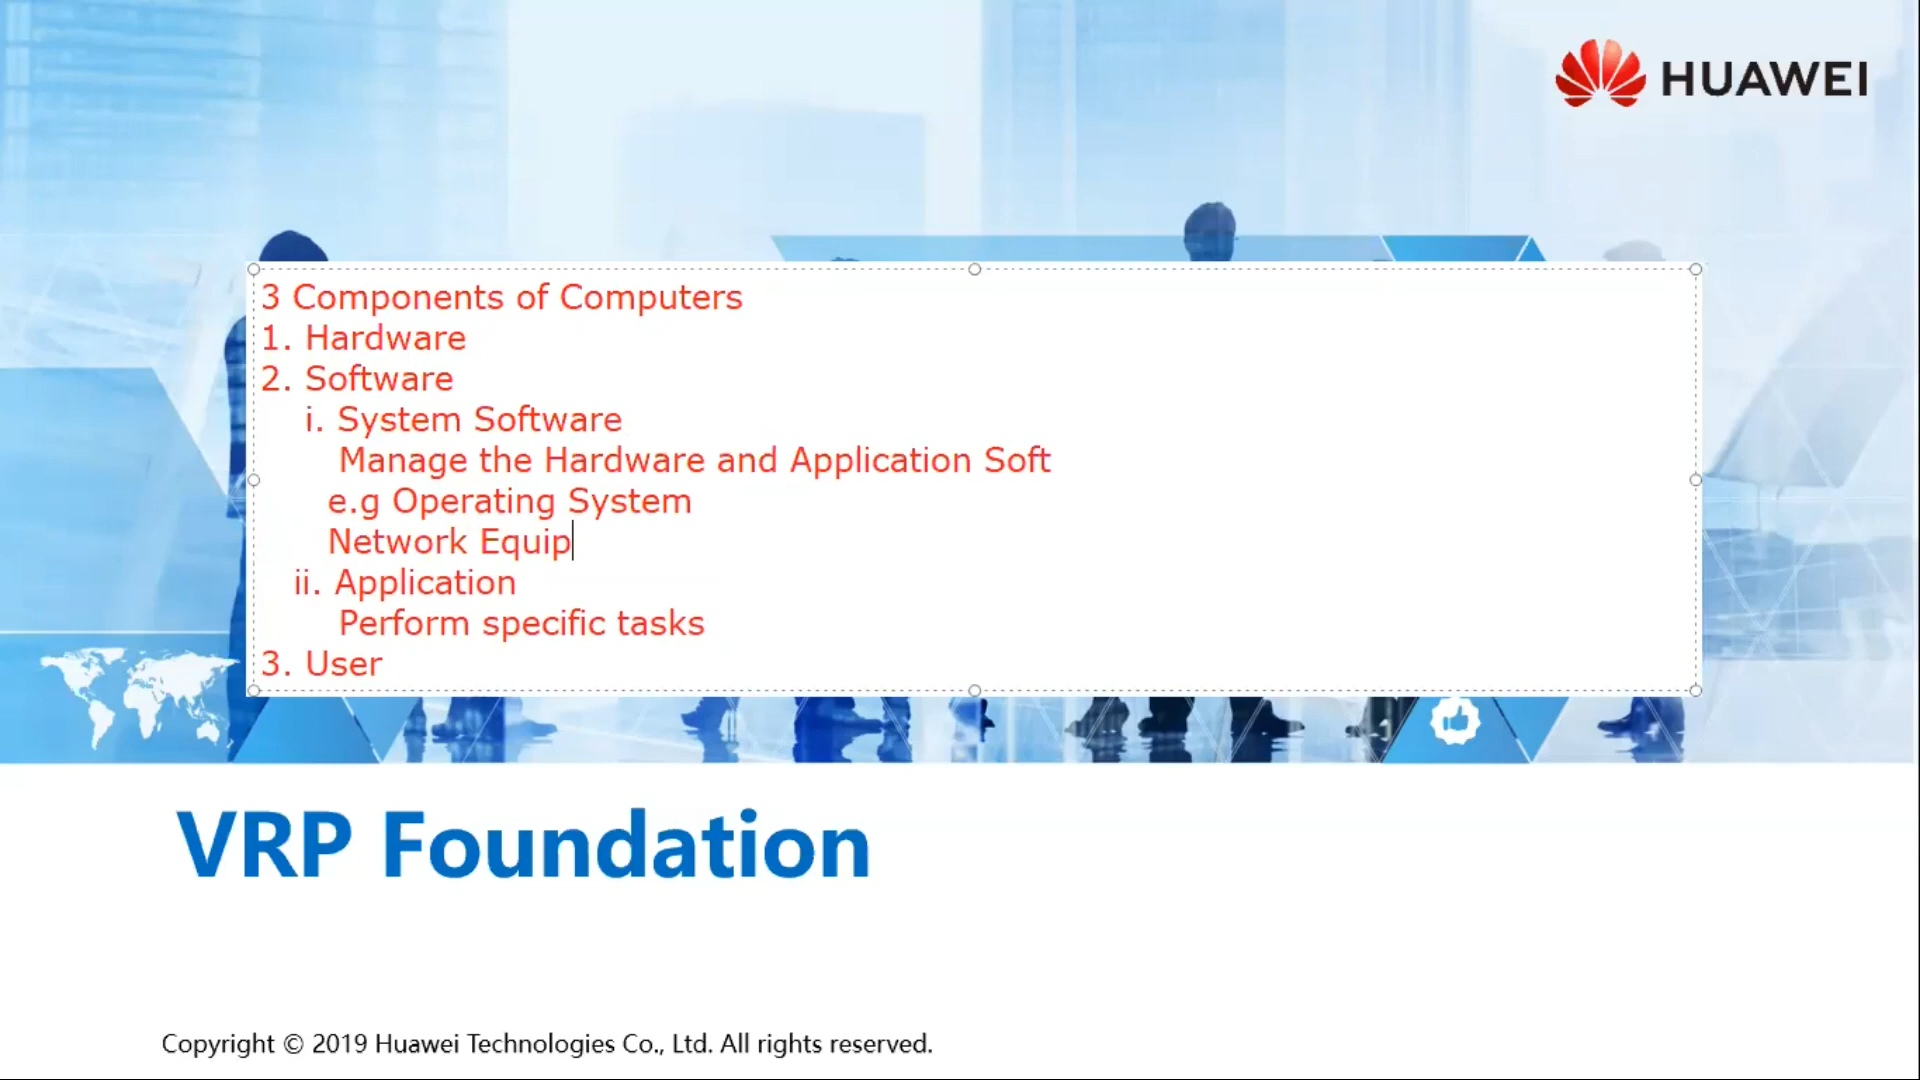 HUAWEI
3 Components of Computers
1. Hardware
2. Software
i. System Software
Manage the Hardware and Application Soft
e.g Operating System
Network Equip
ii. Application
Perform specific tasks
3. User
VRP Foundation
Copyright © 2019 Huawei Technologies Co., Ltd. All rights reserved.